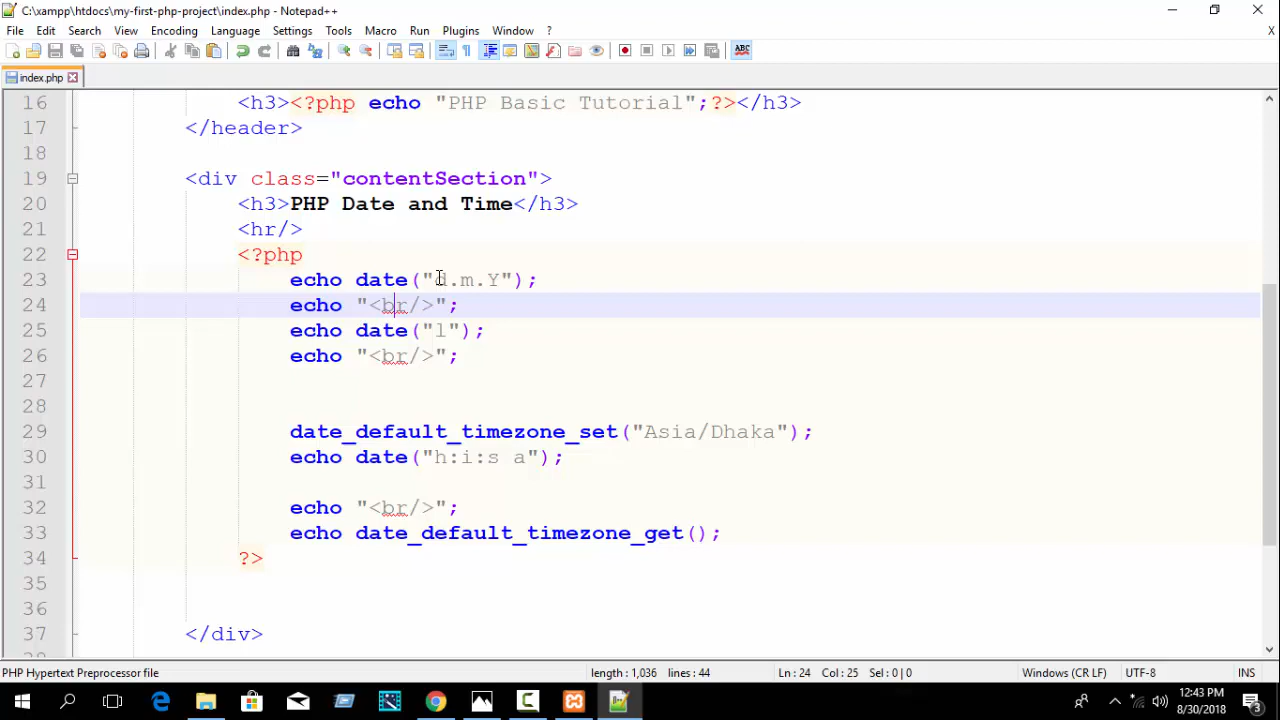 C:\xampp\htdocs\my-first-php-project\index.php - Notepad++
File Edit Search View Encoding Language Settings Tools Macro Run Plugins Window ?
X
ABC
index.php
16 <h3><?php echo "PHP Basic Tutorial";?></h3>
17 </header>
18
19 <div class="contentSection">
20 <h3>PHP Date and Time</h3>
21 <hr/>
22 <?php
23 echo date("d.m.Y");
24 echo "<br/>";
25 echo date("l");
26 echo "<br/>";
27
28
29 date_default_timezone_set("Asia/Dhaka");
30 echo date("h:i:s a");
31
32 echo "<br/>";
33 echo date_default_timezone_get();
34 ?>
35
36
37 </div>
PHP Hypertext Preprocessor file length : 1,036 lines : 44 Ln : 24 Col : 25 Sel : 0 | 0 Windows (CR LF) UTF-8 INS
12:43 PM
8/30/2018
3